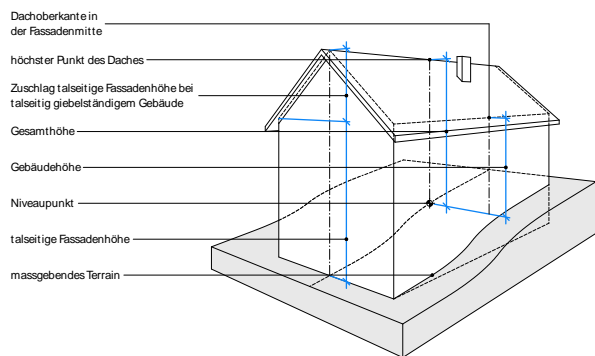 Dachoberkante in
der Fassadenmitte
höchster Punkt des Daches
Zuschlag talseitige Fassadenhöhe bei
talseitig giebelständigem Gebäude
Gesamthöhe
Gebäudehöhe
Niveaupunkt
talseitige Fassadenhöhe
massgebendes Terrain